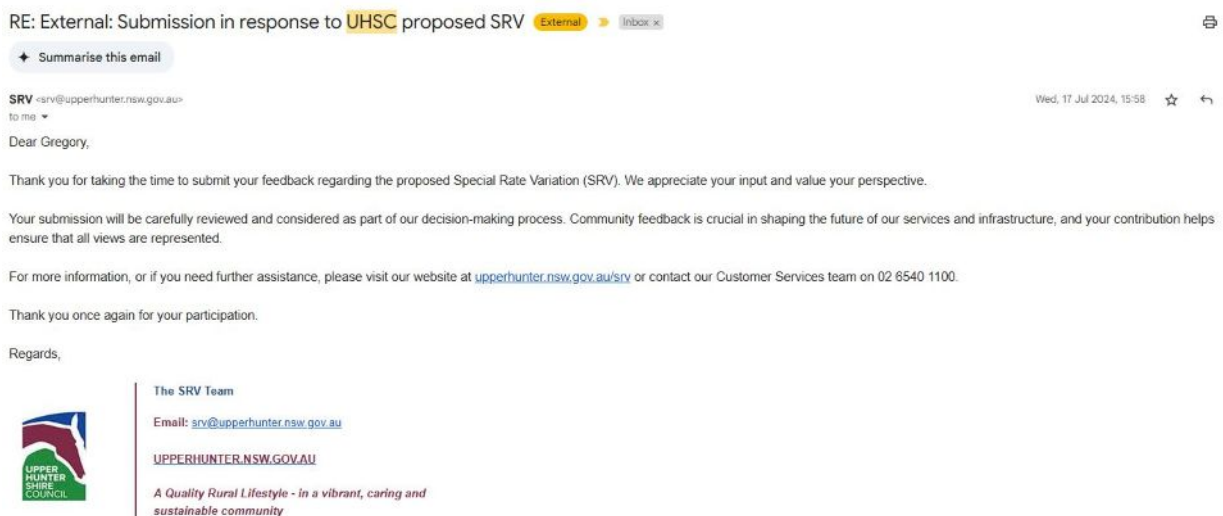 RE: External: Submission in response to UHSC proposed SRV External Inbox x
Summarise this email
SRV <srv@upperhunter.nsw.gov.au> Wed, 17 Jul 2024, 15:58
to me
Dear Gregory,
Thank you for taking the time to submit your feedback regarding the proposed Special Rate Variation (SRV). We appreciate your input and value your perspective.
Your submission will be carefully reviewed and considered as part of our decision-making process. Community feedback is crucial in shaping the future of our services and infrastructure, and your contribution helps
ensure that all views are represented.
For more information, or if you need further assistance, please visit our website at upperhunter.nsw.gov.au/srv or contact our Customer Services team on 02 6540 1100.
Thank you once again for your participation.
Regards,
The SRV Team
Email: srv@upperhunter.nsw.gov.au
UPPERHUNTER.NSW.GOV.AU
A Quality Rural Lifestyle - in a vibrant, caring and
sustainable community
UPPER
HUNTER
SHIRE
COUNCIL